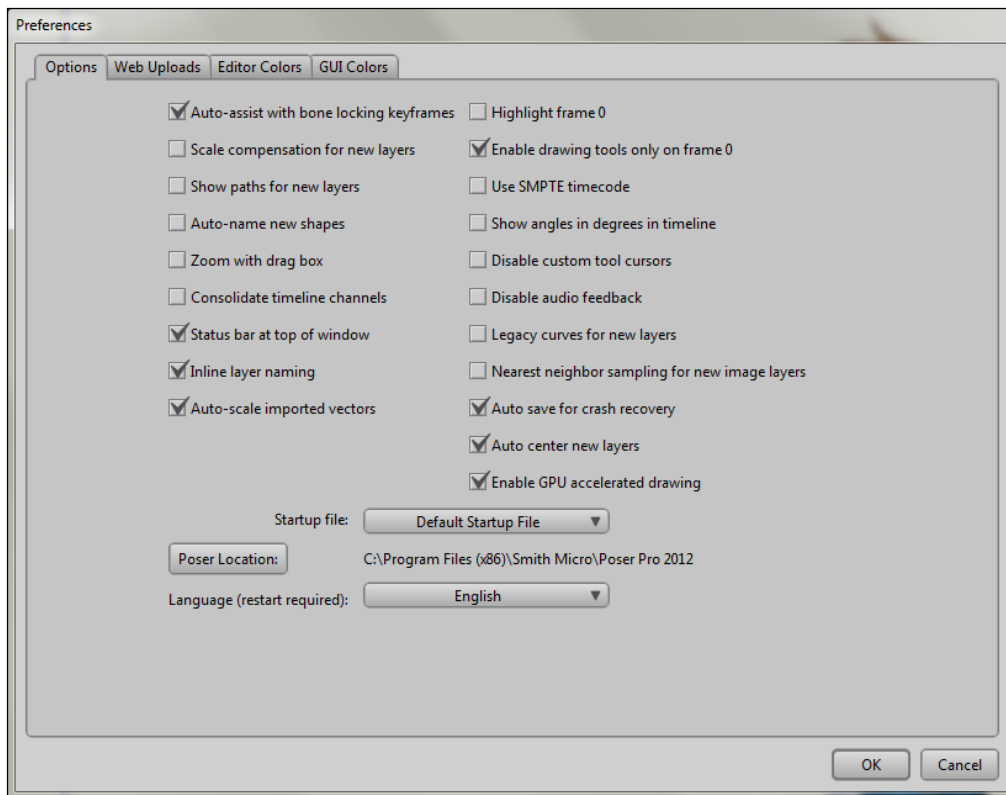 Preferences
Options Web Uploads Editor Colors GUI Colors
Auto-assist with bone locking keyframes
Scale compensation for new layers
Show paths for new layers
Auto-name new shapes
Zoom with drag box
Consolidate timeline channels
Status bar at top of window
Inline layer naming
Auto-scale imported vectors
Highlight frame 0
Enable drawing tools only on frame 0
Use SMPTE timecode
Show angles in degrees in timeline
Disable custom tool cursors
Disable audio feedback
Legacy curves for new layers
Nearest neighbor sampling for new image layers
Auto save for crash recovery
Auto center new layers
Enable GPU accelerated drawing
Startup file: Default Startup File
Poser Location: C:\Program Files (x86)\Smith Micro\Poser Pro 2012
Language (restart required): English
OK Cancel